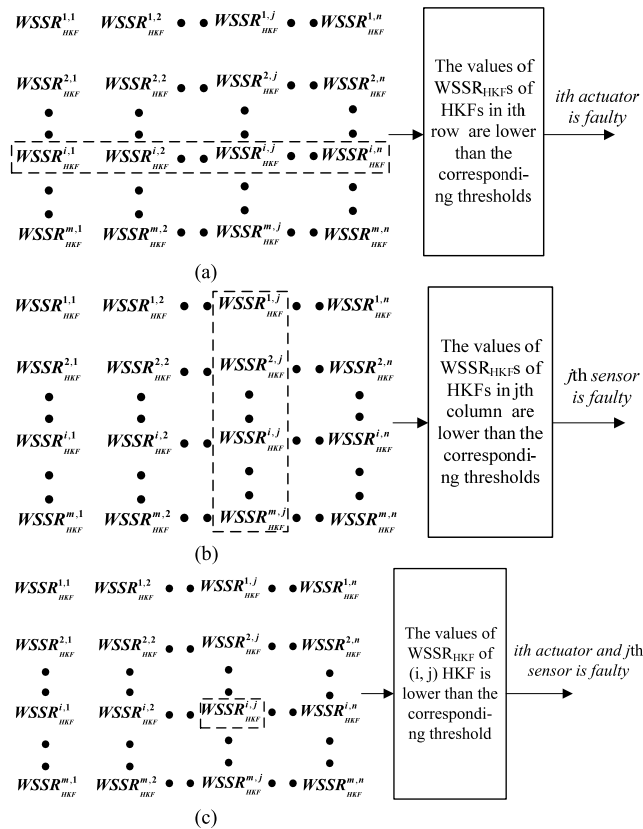 WSSR^{1,1}_{HKF} WSSR^{1,2}_{HKF} ● ● WSSR^{1,j}_{HKF} ● ● WSSR^{1,n}_{HKF}
WSSR^{2,1}_{HKF} WSSR^{2,2}_{HKF} ● ● WSSR^{2,j}_{HKF} ● ● WSSR^{2,n}_{HKF}
WSSR^{i,1}_{HKF} WSSR^{i,2}_{HKF} ● ● WSSR^{i,j}_{HKF} ● ● WSSR^{i,n}_{HKF}
WSSR^{m,1}_{HKF} WSSR^{m,2}_{HKF} ● ● WSSR^{m,j}_{HKF} ● ● WSSR^{m,n}_{HKF}
The values of
WSSR_{HKF}s of
HKFs in ith
row are lower
than the
correspondi-
ng thresholds
ith actuator
is faulty
(a)
WSSR^{1,1}_{HKF} WSSR^{1,2}_{HKF} ● ● WSSR^{1,j}_{HKF} ● ● WSSR^{1,n}_{HKF}
WSSR^{2,1}_{HKF} WSSR^{2,2}_{HKF} ● ● WSSR^{2,j}_{HKF} ● ● WSSR^{2,n}_{HKF}
WSSR^{i,1}_{HKF} WSSR^{i,2}_{HKF} ● ● WSSR^{i,j}_{HKF} ● ● WSSR^{i,n}_{HKF}
WSSR^{m,1}_{HKF} WSSR^{m,2}_{HKF} ● ● WSSR^{m,j}_{HKF} ● ● WSSR^{m,n}_{HKF}
The values of
WSSR_{HKF}s of
HKFs in jth
column are
lower than the
correspondi-
ng thresholds
jth sensor
is faulty
(b)
WSSR^{1,1}_{HKF} WSSR^{1,2}_{HKF} ● ● WSSR^{1,j}_{HKF} ● ● WSSR^{1,n}_{HKF}
WSSR^{2,1}_{HKF} WSSR^{2,2}_{HKF} ● ● WSSR^{2,j}_{HKF} ● ● WSSR^{2,n}_{HKF}
WSSR^{i,1}_{HKF} WSSR^{i,2}_{HKF} ● ● WSSR^{i,j}_{HKF} ● ● WSSR^{i,n}_{HKF}
WSSR^{m,1}_{HKF} WSSR^{m,2}_{HKF} ● ● WSSR^{m,j}_{HKF} ● ● WSSR^{m,n}_{HKF}
The values of
WSSR_{HKF} of
(i, j) HKF is
lower than the
correspondi-
ng threshold
ith actuator and jth
sensor is faulty
(c)